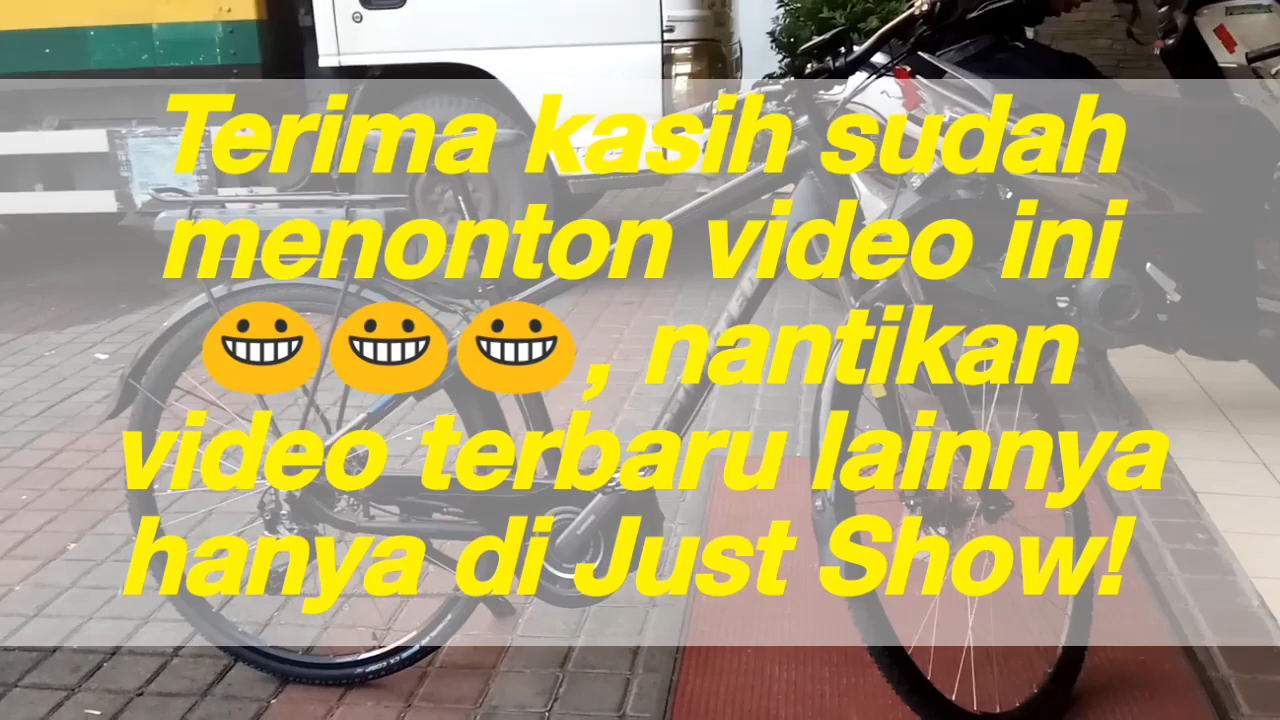 Terima kasih sudah
menonton video ini
😀😀😀, nantikan
video terbaru lainnya
hanya di Just Show!